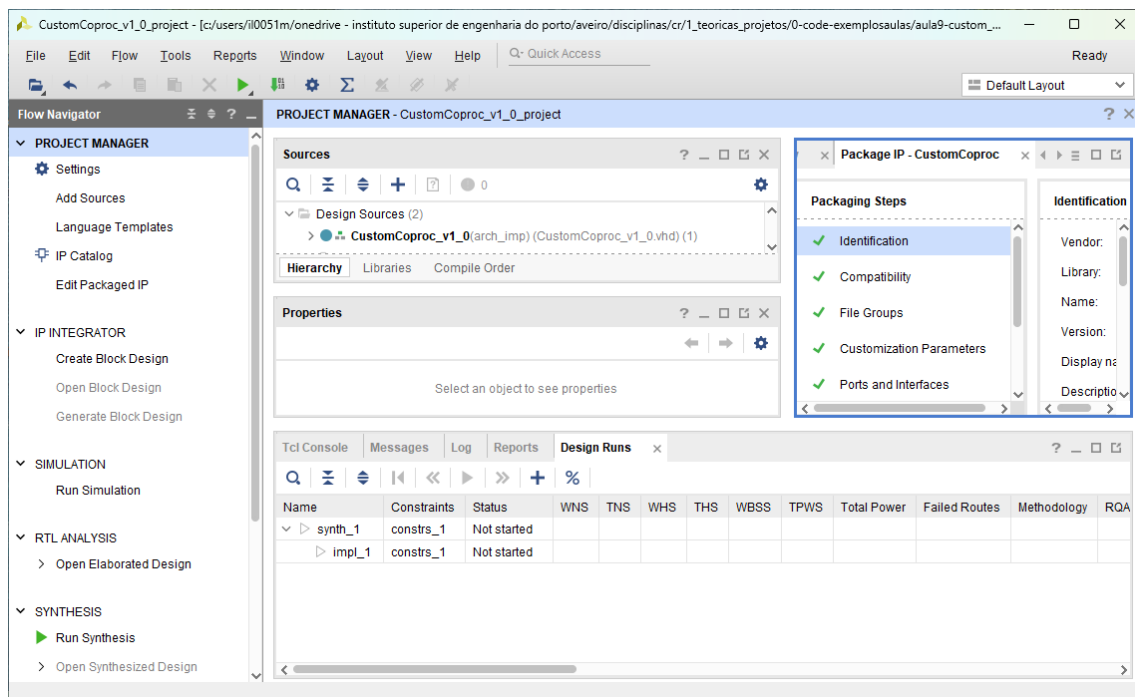 CustomCoproc_v1_0_project - [c:/users/il0051m/onedrive - instituto superior de engenharia do porto/aveiro/disciplinas/cr/1_teoricas_projetos/0-code-exemplosaulas/aula9-custom_...
File Edit Flow Tools Reports Window Layout View Help Q- Quick Access Ready
Default Layout
Flow Navigator
PROJECT MANAGER - CustomCoproc_v1_0_project
PROJECT MANAGER
Settings
Add Sources
Language Templates
IP Catalog
Edit Packaged IP
IP INTEGRATOR
Create Block Design
Open Block Design
Generate Block Design
SIMULATION
Run Simulation
RTL ANALYSIS
Open Elaborated Design
SYNTHESIS
Run Synthesis
Open Synthesized Design
Sources
0
Design Sources (2)
CustomCoproc_v1_0(arch_imp) (CustomCoproc_v1_0.vhd) (1)
Hierarchy Libraries Compile Order
Properties
Select an object to see properties
Package IP - CustomCoproc
Packaging Steps
Identification
Compatibility
File Groups
Customization Parameters
Ports and Interfaces
Identification
Vendor:
Library:
Name:
Version:
Display na
Descriptio
Tcl Console Messages Log Reports Design Runs
Name Constraints Status WNS TNS WHS THS WBSS TPWS Total Power Failed Routes Methodology RQA
synth_1 constrs_1 Not started
impl_1 constrs_1 Not started